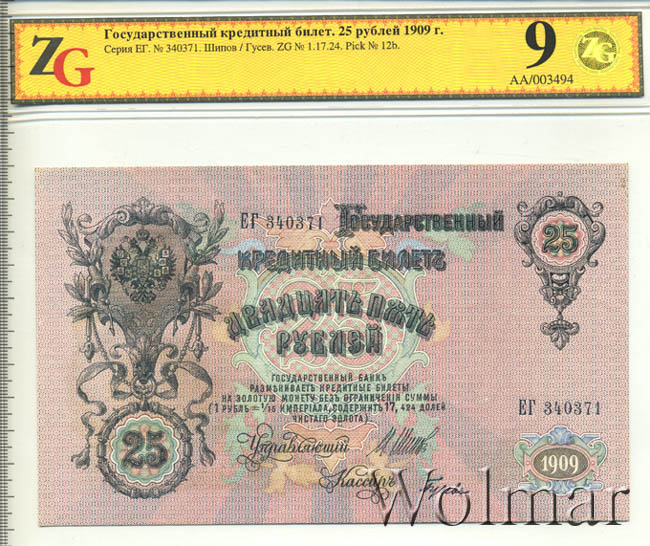 ZG
Государственный кредитный билет. 25 рублей 1909 г.
Серия ЕГ. № 340371. Шипов / Гусев. ZG № 1.17.24. Pick № 12b.
9
ZG
AA/003494
ЕГ 340371
Государственный
25
КРЕДИТНЫЙ БИЛЕТЪ
ДВАДЦАТЬ ПЯТЬ
РУБЛЕЙ
ГОСУДАРСТВЕННЫЙ БАНКЪ
РАЗМѢНИВАЕТЪ КРЕДИТНЫЕ БИЛЕТЫ
НА ЗОЛОТУЮ МОНЕТУ БЕЗЪ ОГРАНИЧЕНІЯ СУММЫ
(1 РУБЛЬ = 1/15 ИМПЕРІАЛА, СОДЕРЖИТЪ 17, 424 ДОЛЕЙ
ЧИСТАГО ЗОЛОТА)
ЕГ 340371
25
Управляющій
Кассиръ
1909
Wolmar